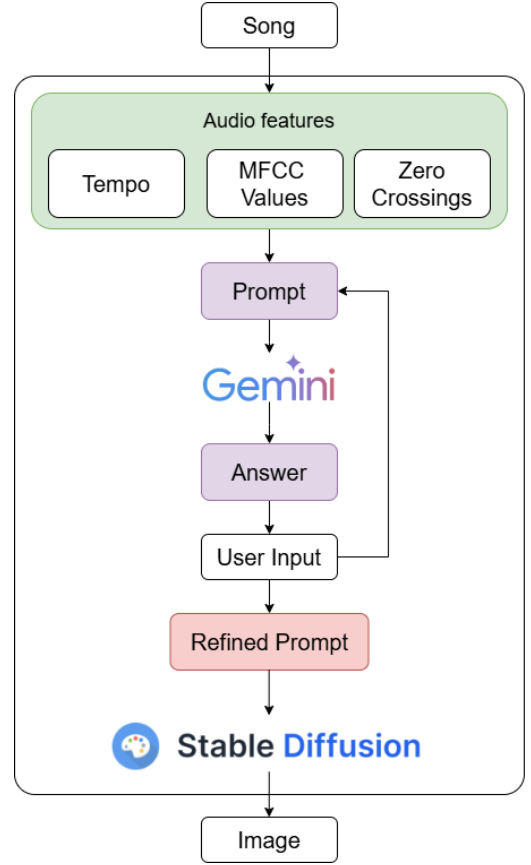 Song
Audio features
Tempo
MFCC
Values
Zero
Crossings
Prompt
Gemini
Answer
User Input
Refined Prompt
Stable Diffusion
Image